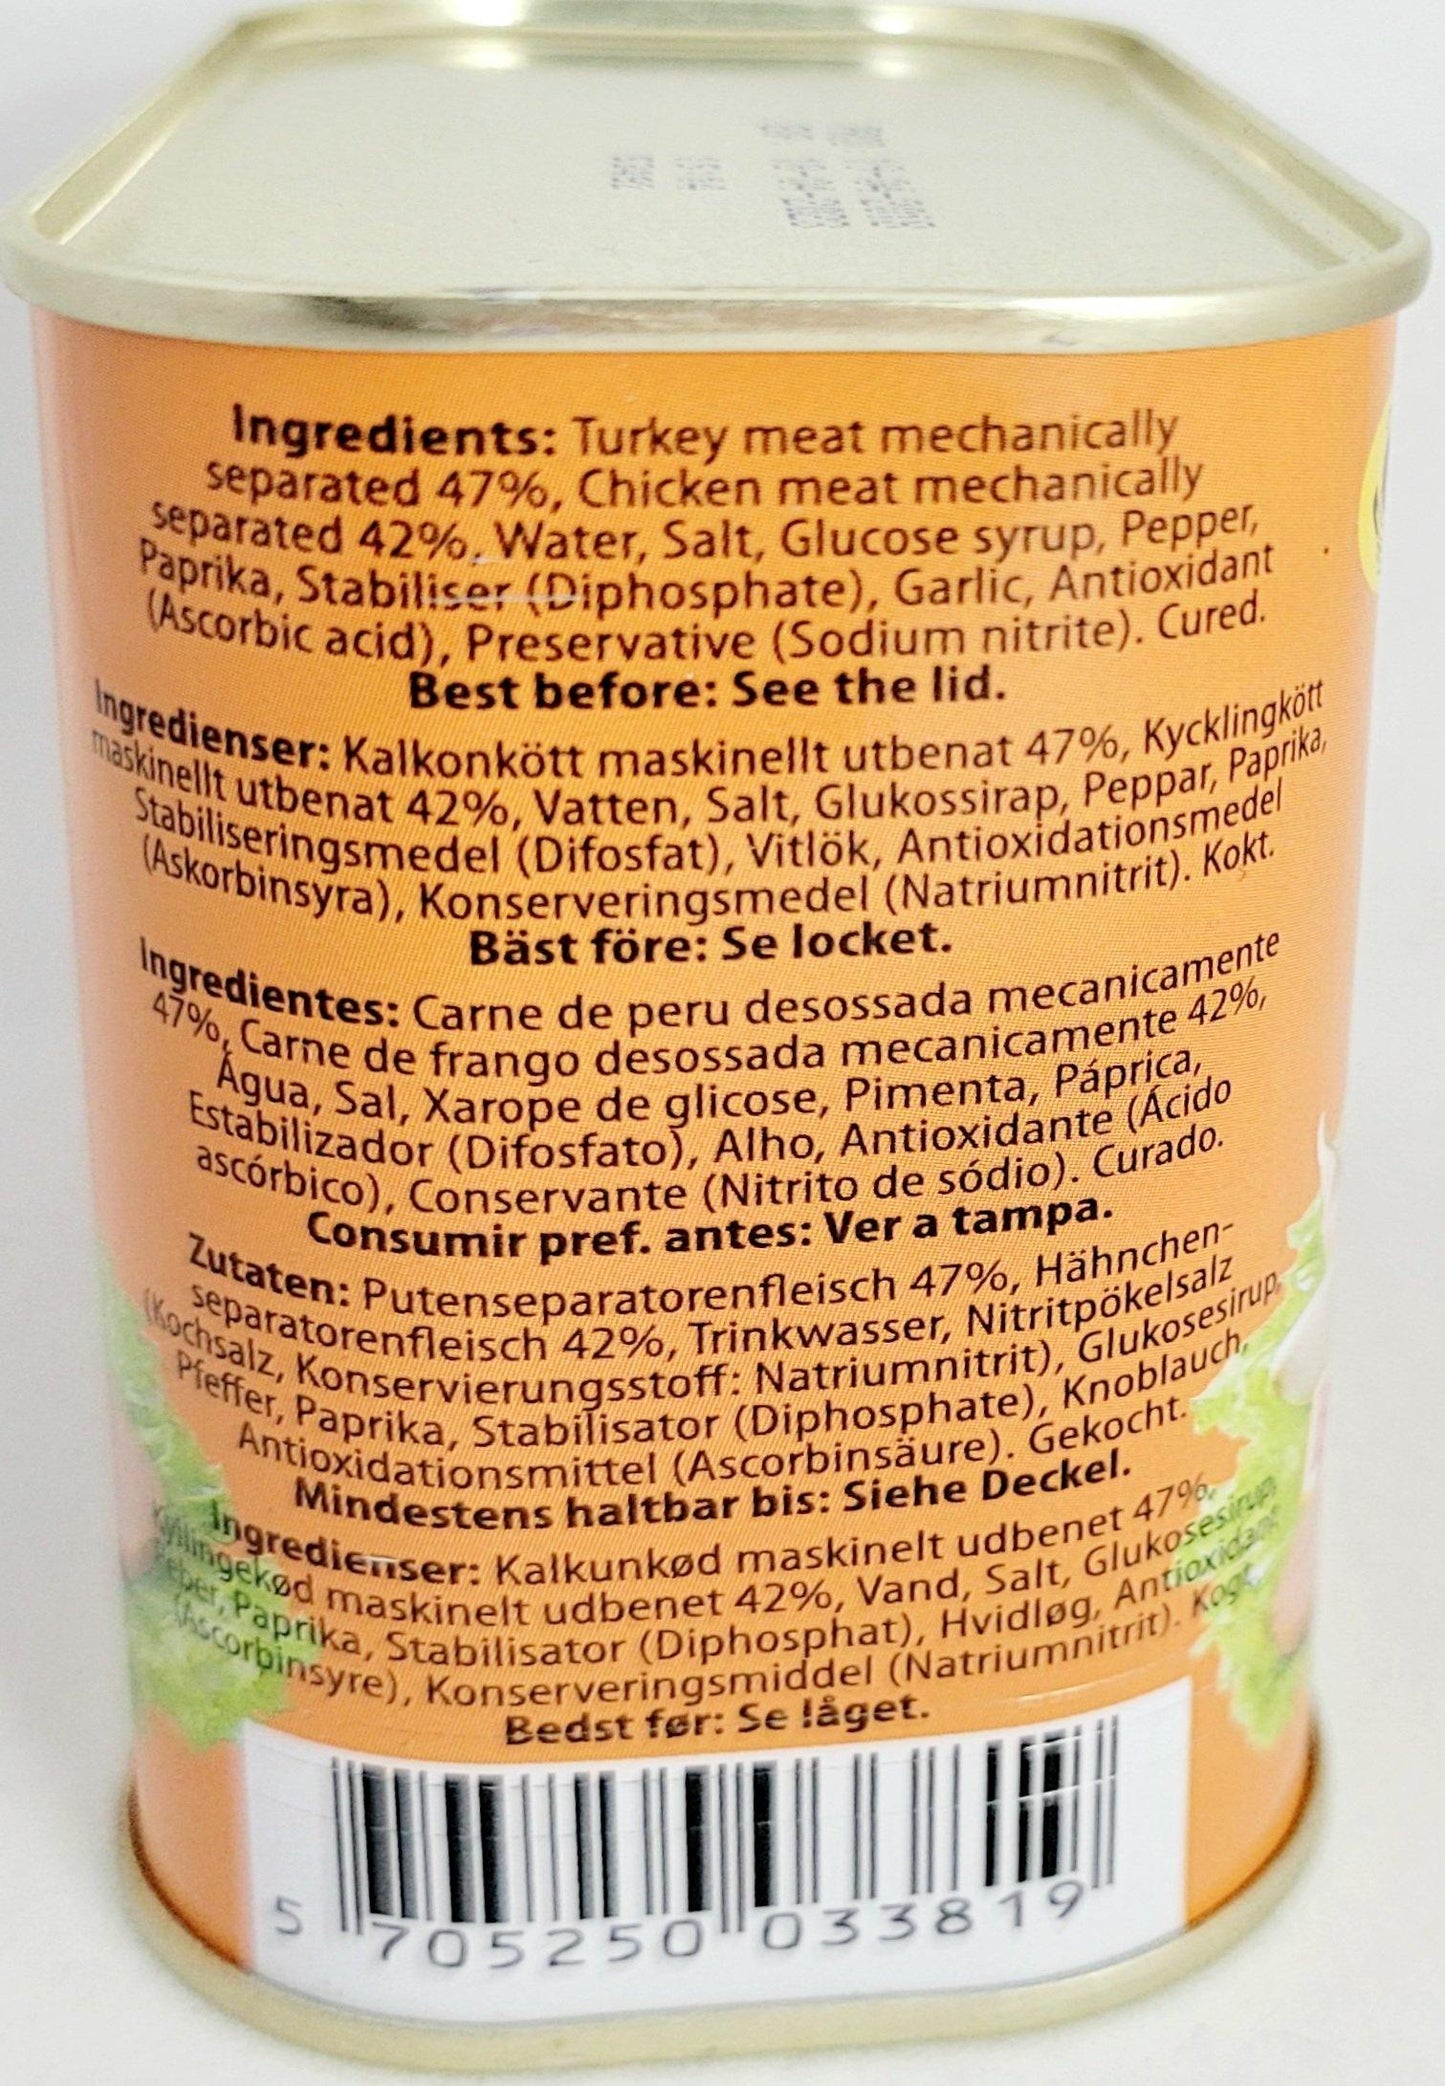 Ingredients: Turkey meat mechanically
separated 47%, Chicken meat mechanically
separated 42%, Water, Salt, Glucose syrup, Pepper,
Paprika, Stabiliser (Diphosphate), Garlic, Antioxidant
(Ascorbic acid), Preservative (Sodium nitrite). Cured.
Best before: See the lid.
Ingredienser: Kalkonkött maskinellt utbenat 47%, Kycklingkött
maskinellt utbenat 42%, Vatten, Salt, Glukossirap, Peppar, Paprika,
Stabiliseringsmedel (Difosfat), Vitlök, Antioxidationsmedel
(Askorbinsyra), Konserveringsmedel (Natriumnitrit). Kokt.
Bäst före: Se locket.
Ingredientes: Carne de peru desossada mecanicamente
47%, Carne de frango desossada mecanicamente 42%,
Água, Sal, Xarope de glicose, Pimenta, Páprica,
Estabilizador (Difosfato), Alho, Antioxidante (Ácido
ascórbico), Conservante (Nitrito de sódio). Curado.
Consumir pref. antes: Ver a tampa.
Zutaten: Putenseparatorenfleisch 47%, Hähnchen-
separatorenfleisch 42%, Trinkwasser, Nitritpökelsalz
(Kochsalz, Konservierungsstoff: Natriumnitrit), Glukosesirup,
Pfeffer, Paprika, Stabilisator (Diphosphate), Knoblauch,
Antioxidationsmittel (Ascorbinsäure). Gekocht.
Mindestens haltbar bis: Siehe Deckel.
Ingredienser: Kalkunkød maskinelt udbenet 47%,
Kyllingekød maskinelt udbenet 42%, Vand, Salt, Glukosesirup,
Peber, Paprika, Stabilisator (Diphosphat), Hvidløg, Antioxidant
(Ascorbinsyre), Konserveringsmiddel (Natriumnitrit). Kogt.
Bedst før: Se låget.
5 705250 033819